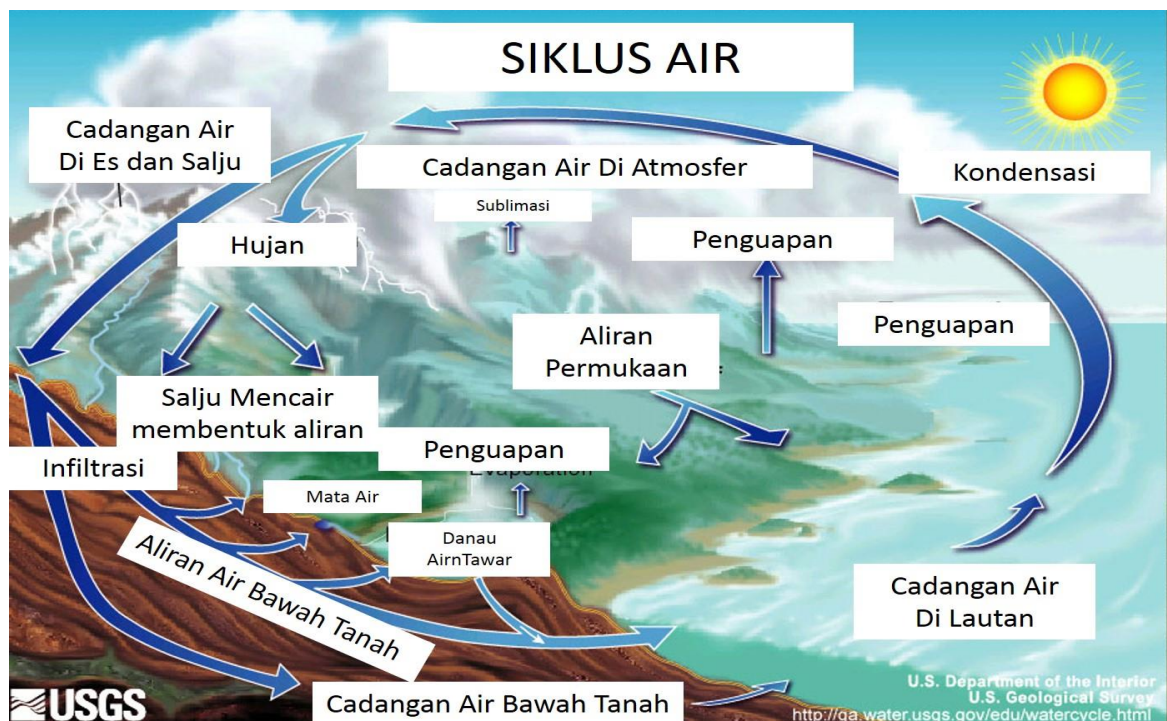 SIKLUS AIR
Cadangan Air
Di Es dan Salju
Cadangan Air Di Atmosfer
Kondensasi
Sublimasi
Hujan
Penguapan
Penguapan
Aliran
Permukaan
Salju Mencair
membentuk aliran
Penguapan
Evaporation
Infiltrasi
Mata Air
Danau
AirnTawar
Aliran Air Bawah Tanah
Cadangan Air
Di Lautan
Cadangan Air Bawah Tanah
USGS
U.S. Department of the Interior
U.S. Geological Survey
http://ga.water.usgs.gov/edu/watercycle.html